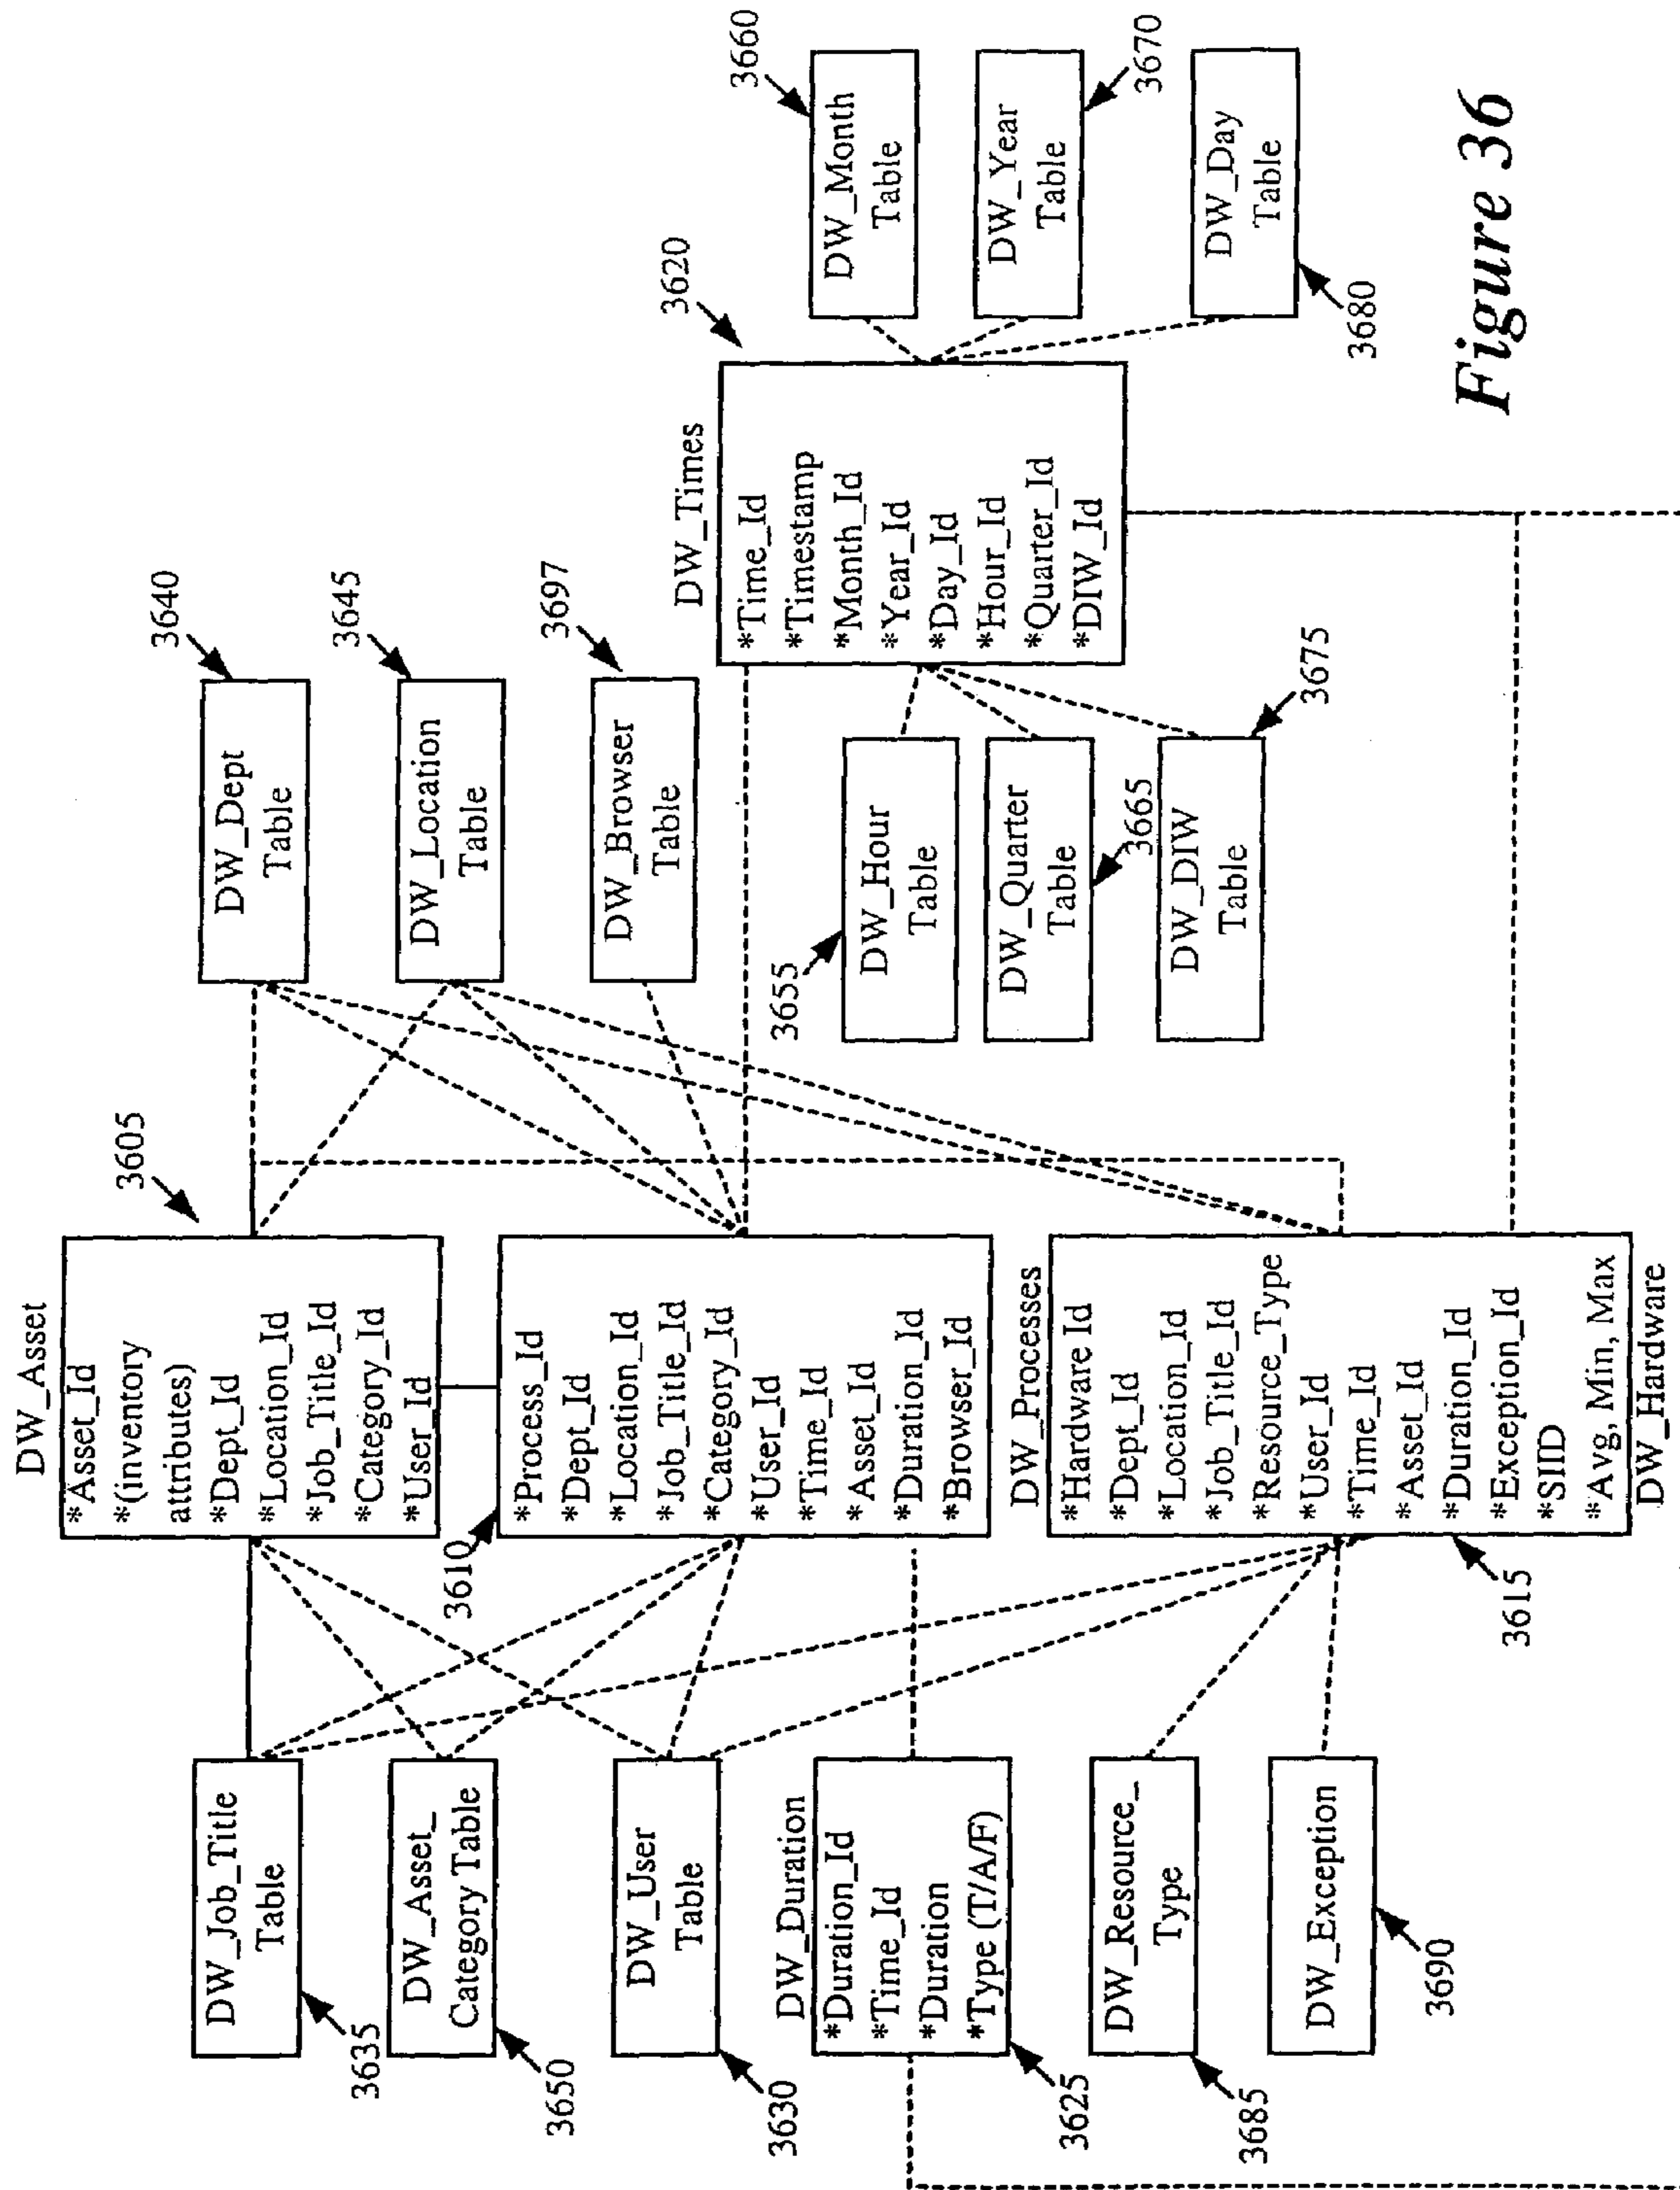 3635
DW_Job_Title
Table
3650
DW_Asset_
Category Table
3630
DW_User
Table
DW_Duration
*Duration_Id
*Time_Id
*Duration
*Type (T/A/F)
3625
3685
DW_Resource_
Type
DW_Exception
3690
DW_Asset
3605
*Asset_Id
*(inventory
attributes)
*Dept_Id
*Location_Id
*Job_Title_Id
*Category_Id
*User_Id
3610
*Process_Id
*Dept_Id
*Location_Id
*Job_Title_Id
*Category_Id
*User_Id
*Time_Id
*Asset_Id
*Duration_Id
*Browser_Id
DW_Processes
*Hardware Id
*Dept_Id
*Location_Id
*Job_Title_Id
*Resource_Type
*User_Id
*Time_Id
*Asset_Id
*Duration_Id
*Exception_Id
*SIID
*Avg, Min, Max
DW_Hardware
3615
3640
DW_Dept
Table
3645
DW_Location
Table
3697
DW_Browser
Table
3655
DW_Hour
Table
DW_Quarter
Table
3665
DW_DIW
Table
3675
DW_Times
3620
*Time_Id
*Timestamp
*Month_Id
*Year_Id
*Day_Id
*Hour_Id
*Quarter_Id
*DIW_Id
3660
DW_Month
Table
DW_Year
Table
3670
DW_Day
Table
3680
Figure 36